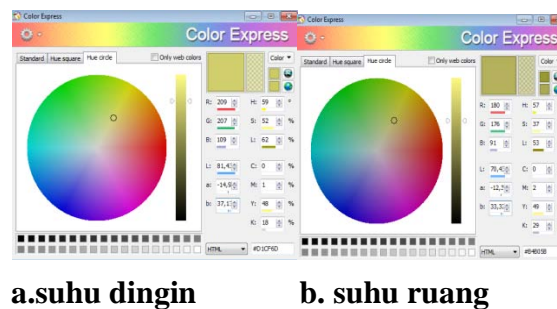 Color Express
Color Express
Standard Hue square Hue circle Only web colors
Color
R: 209 H: 59 °
G: 207 S: 52 %
B: 109 L: 62 %
L: 81,4 C: 0 %
a: -14,5 M: 1 %
b: 37,1 Y: 48 %
K: 18 %
HTML #D1CF6D
Color Express
Color Express
Standard Hue square Hue circle Only web colors
Color
R: 180 H: 57
G: 176 S: 37
B: 91 L: 53
L: 70,4 C: 0
a: -12,5 M: 2
b: 33,3 Y: 49
K: 29
HTML #B4B05B
a.suhu dingin
b. suhu ruang